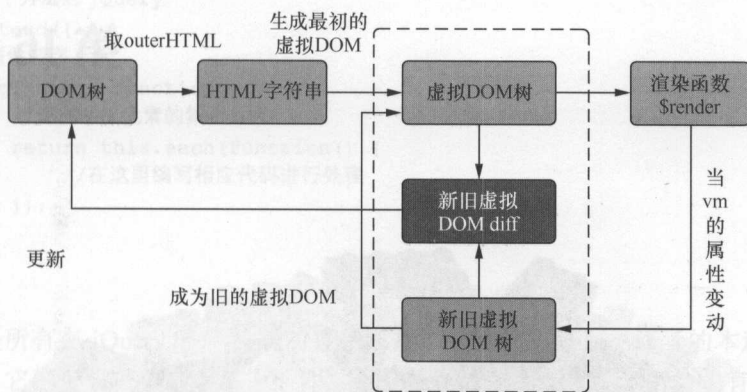 生成最初的
虚拟DOM
取outerHTML
DOM树
HTML字符串
虚拟DOM树
渲染函数
$render
新旧虚拟
DOM diff
当
vm
的
属
性
变
动
更新
成为旧的虚拟DOM
新旧虚拟
DOM 树